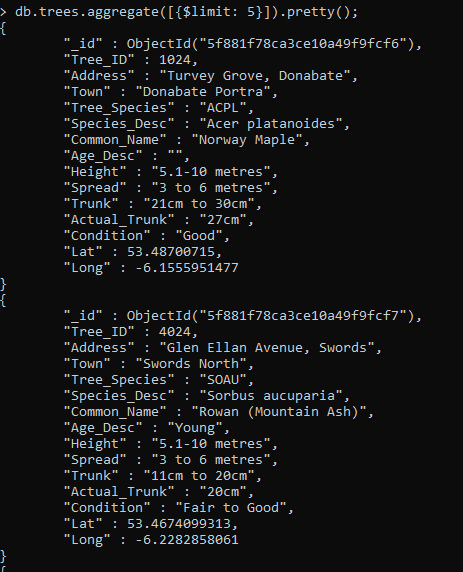 > db.trees.aggregate([{$limit: 5}]).pretty();
{
"_id" : ObjectId("5f881f78ca3ce10a49f9fcf6"),
"Tree_ID" : 1024,
"Address" : "Turvey Grove, Donabate",
"Town" : "Donabate Portra",
"Tree_Species" : "ACPL",
"Species_Desc" : "Acer platanoides",
"Common_Name" : "Norway Maple",
"Age_Desc" : "",
"Height" : "5.1-10 metres",
"Spread" : "3 to 6 metres",
"Trunk" : "21cm to 30cm",
"Actual_Trunk" : "27cm",
"Condition" : "Good",
"Lat" : 53.48700715,
"Long" : -6.1555951477
}
{
"_id" : ObjectId("5f881f78ca3ce10a49f9fcf7"),
"Tree_ID" : 4024,
"Address" : "Glen Ellan Avenue, Swords",
"Town" : "Swords North",
"Tree_Species" : "SOAU",
"Species_Desc" : "Sorbus aucuparia",
"Common_Name" : "Rowan (Mountain Ash)",
"Age_Desc" : "Young",
"Height" : "5.1-10 metres",
"Spread" : "3 to 6 metres",
"Trunk" : "11cm to 20cm",
"Actual_Trunk" : "20cm",
"Condition" : "Fair to Good",
"Lat" : 53.4674099313,
"Long" : -6.2282858061
}
{